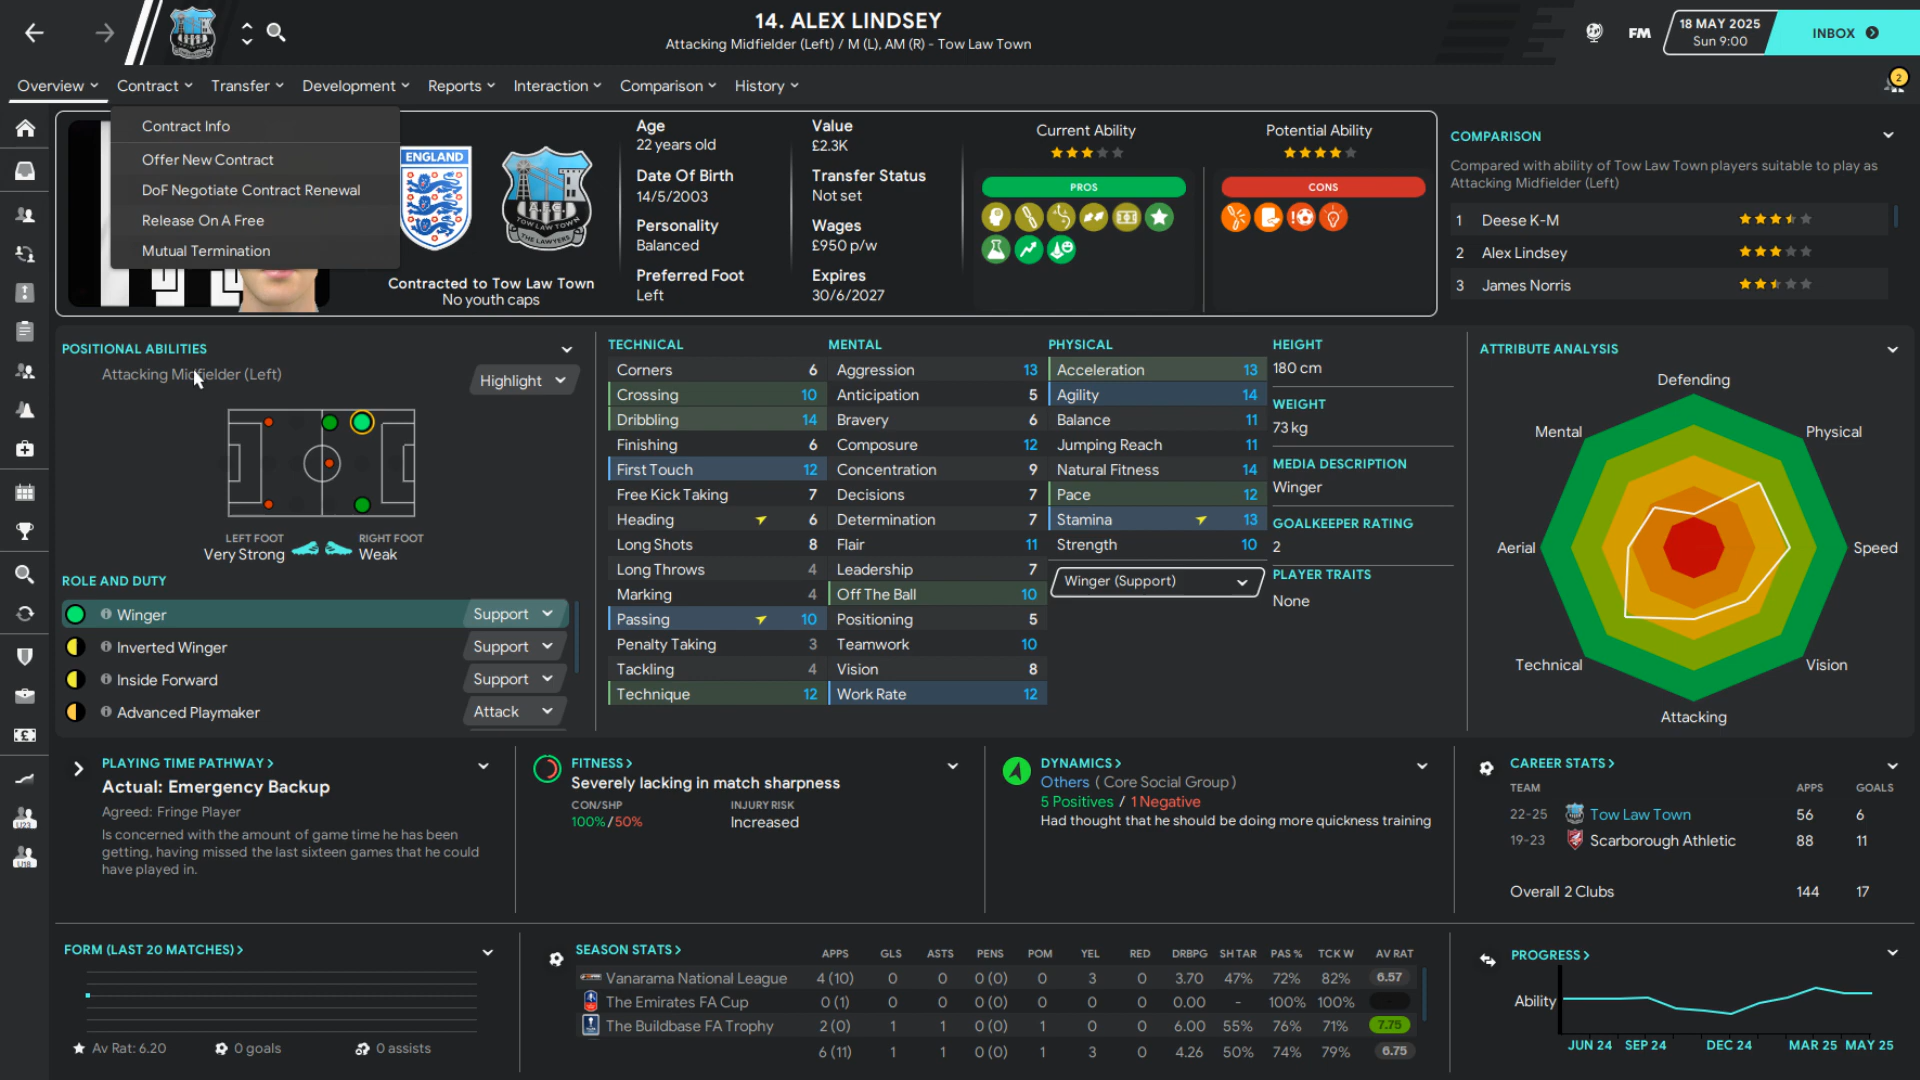 14. ALEX LINDSEY
Attacking Midfielder (Left) / M (L), AM (R) - Tow Law Town
FM
18 MAY 2025
Sun 9:00
INBOX
Overview
Contract
Transfer
Development
Reports
Interaction
Comparison
History
2
Contract Info
Offer New Contract
DoF Negotiate Contract Renewal
Release On A Free
Mutual Termination
ENGLAND
TOW LAW TOWN
THE LAWYERS
Contracted to Tow Law Town
No youth caps
Age
22 years old
Date Of Birth
14/5/2003
Personality
Balanced
Preferred Foot
Left
Value
£2.3K
Transfer Status
Not set
Wages
£950 p/w
Expires
30/6/2027
Current Ability
PROS
Potential Ability
CONS
COMPARISON
Compared with ability of Tow Law Town players suitable to play as
Attacking Midfielder (Left)
1 Deese K-M
2 Alex Lindsey
3 James Norris
POSITIONAL ABILITIES
Attacking Midfielder (Left)
Highlight
LEFT FOOT
Very Strong
RIGHT FOOT
Weak
ROLE AND DUTY
Winger Support
Inverted Winger Support
Inside Forward Support
Advanced Playmaker Attack
TECHNICAL
Corners 6
Crossing 10
Dribbling 14
Finishing 6
First Touch 12
Free Kick Taking 7
Heading 6
Long Shots 8
Long Throws 4
Marking 4
Passing 10
Penalty Taking 3
Tackling 4
Technique 12
MENTAL
Aggression 13
Anticipation 5
Bravery 6
Composure 12
Concentration 9
Decisions 7
Determination 7
Flair 11
Leadership 7
Off The Ball 10
Positioning 5
Teamwork 10
Vision 8
Work Rate 12
PHYSICAL
Acceleration 13
Agility 14
Balance 11
Jumping Reach 11
Natural Fitness 14
Pace 12
Stamina 13
Strength 10
Winger (Support)
HEIGHT
180 cm
WEIGHT
73 kg
MEDIA DESCRIPTION
Winger
GOALKEEPER RATING
2
PLAYER TRAITS
None
ATTRIBUTE ANALYSIS
Defending
Physical
Speed
Vision
Attacking
Technical
Aerial
Mental
PLAYING TIME PATHWAY >
Actual: Emergency Backup
Agreed: Fringe Player
Is concerned with the amount of game time he has been
getting, having missed the last sixteen games that he could
have played in.
FITNESS >
Severely lacking in match sharpness
CON/SHP
100% / 50%
INJURY RISK
Increased
DYNAMICS >
Others ( Core Social Group )
5 Positives / 1 Negative
Had thought that he should be doing more quickness training
CAREER STATS >
TEAM APPS GOALS
22-25 Tow Law Town 56 6
19-23 Scarborough Athletic 88 11
Overall 2 Clubs 144 17
U23
U18
FORM (LAST 20 MATCHES) >
Av Rat: 6.20
0 goals
0 assists
SEASON STATS >
APPS GLS ASTS PENS POM YEL RED DRBPG SH TAR PAS % TCK W AV RAT
Vanarama National League 4 (10) 0 0 0 (0) 0 3 0 3.70 47% 72% 82% 6.57
The Emirates FA Cup 0 (1) 0 0 0 (0) 0 0 0 0.00 - 100% 100% -
The Buildbase FA Trophy 2 (0) 1 1 0 (0) 1 0 0 6.00 55% 76% 71% 7.75
6 (11) 1 1 0 (0) 1 3 0 4.26 50% 74% 79% 6.75
PROGRESS >
Ability
JUN 24 SEP 24 DEC 24 MAR 25 MAY 25